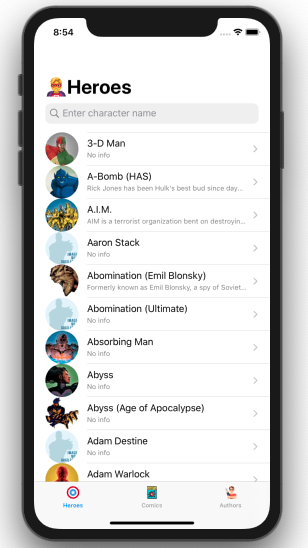 8:54
Heroes
Enter character name
3-D Man
No info
A-Bomb (HAS)
Rick Jones has been Hulk's best bud since day...
A.I.M.
AIM is a terrorist organization bent on destroyin...
Aaron Stack
No info
Abomination (Emil Blonsky)
Formerly known as Emil Blonsky, a spy of Soviet...
Abomination (Ultimate)
No info
Absorbing Man
No info
Abyss
No info
Abyss (Age of Apocalypse)
No info
Adam Destine
No info
Adam Warlock
Heroes
Comics
Authors